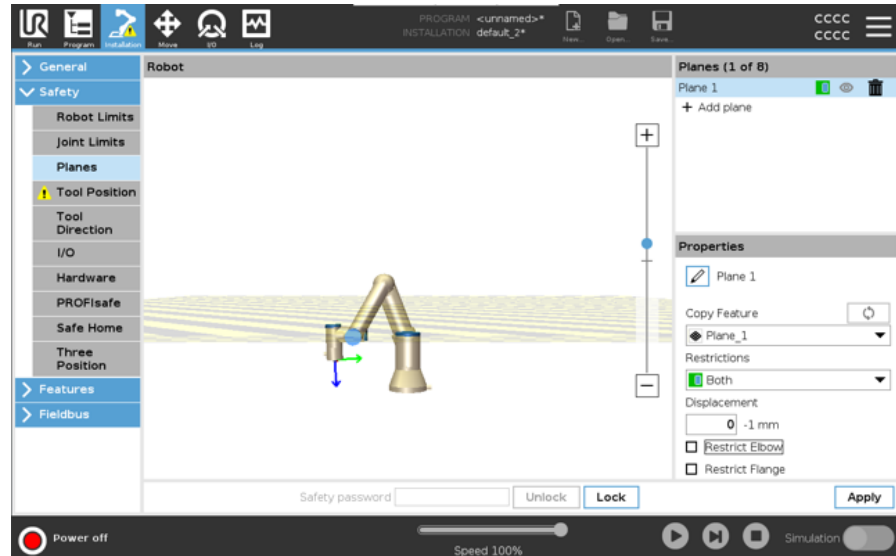 PROGRAM <unnamed>*
INSTALLATION default_2*
UR
Run
Program
Installation
Move
I/O
Log
New...
Open...
Save...
CCCC
CCCC
General
Safety
Robot Limits
Joint Limits
Planes
Tool Position
Tool
Direction
I/O
Hardware
PROFIsafe
Safe Home
Three
Position
Features
Fieldbus
Robot
Planes (1 of 8)
Plane 1
+ Add plane
Properties
Plane 1
Copy Feature
Plane_1
Restrictions
Both
Displacement
0 -1 mm
Restrict Elbow
Restrict Flange
Safety password
Unlock
Lock
Apply
Power off
Speed 100%
Simulation